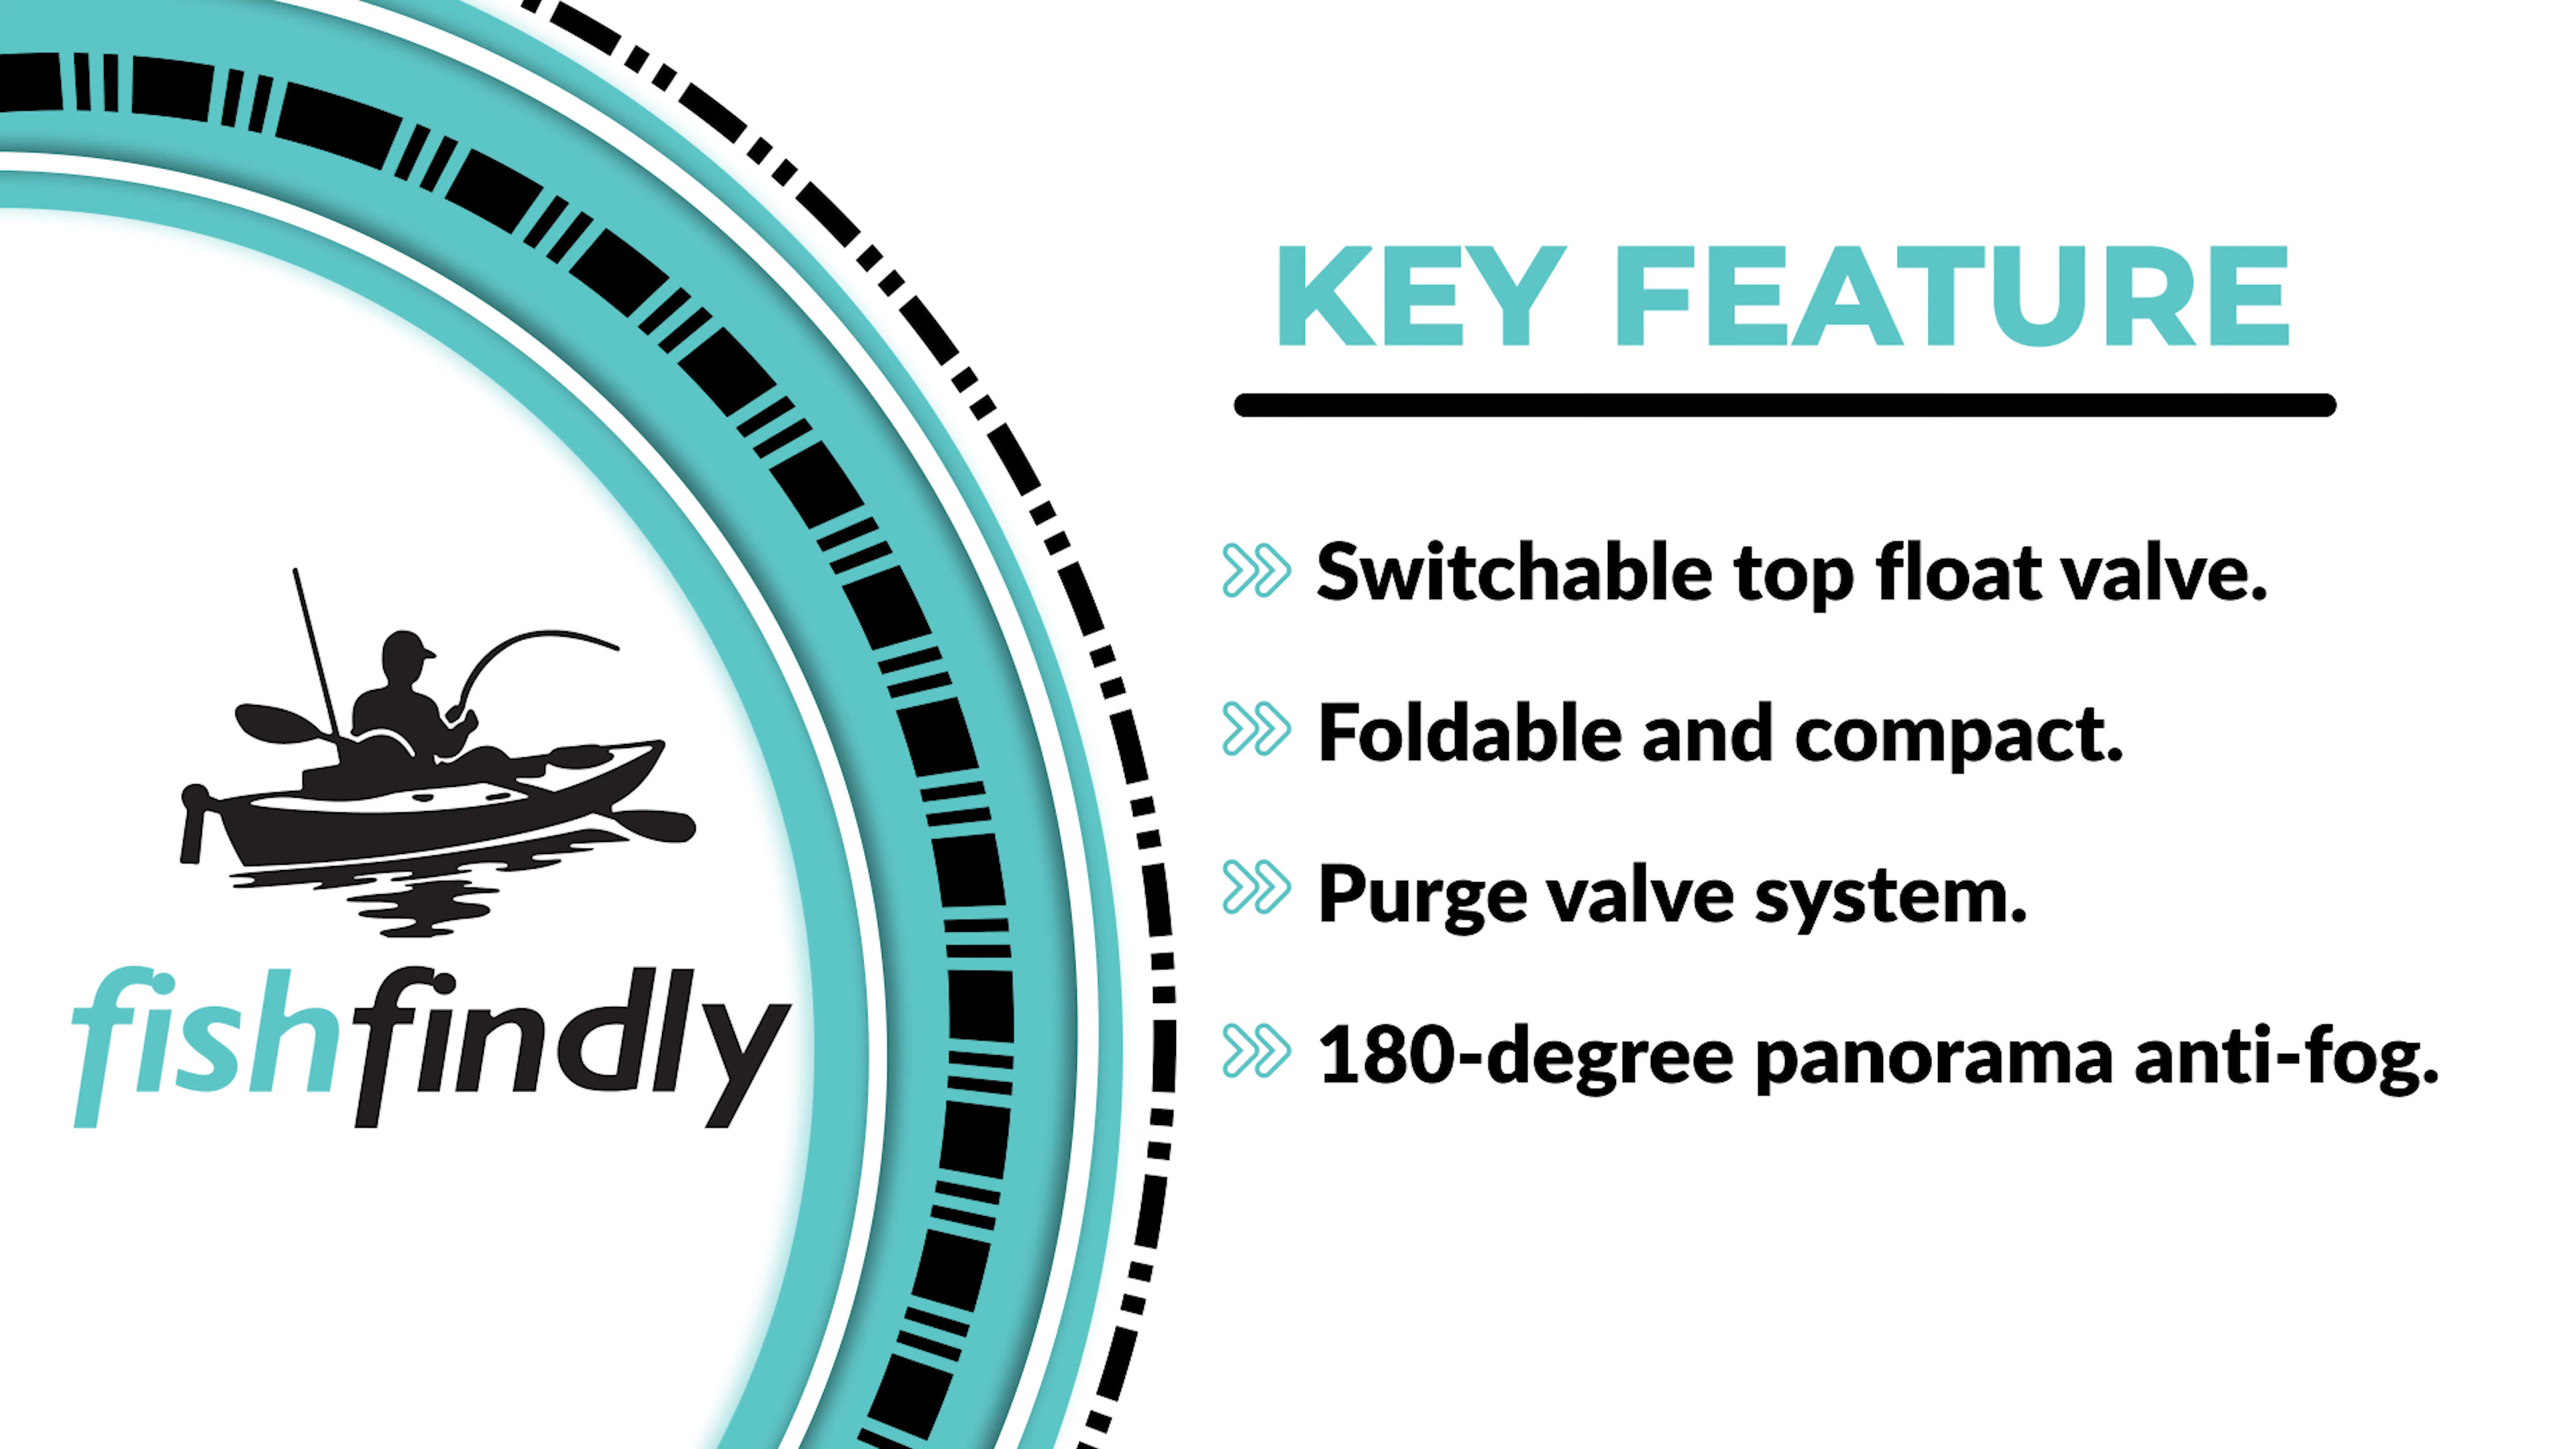 KEY FEATURE
Switchable top float valve.
Foldable and compact.
Purge valve system.
180-degree panorama anti-fog.
fishfindly